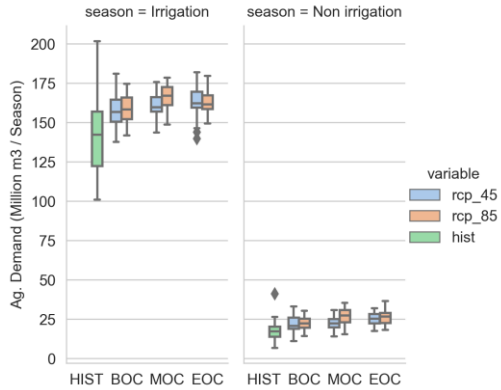 season = Irrigation
season = Non irrigation
Ag. Demand (Million m3 / Season)
200
175
150
125
100
75
50
25
0
HIST BOC MOC EOC
HIST BOC MOC EOC
variable
rcp_45
rcp_85
hist